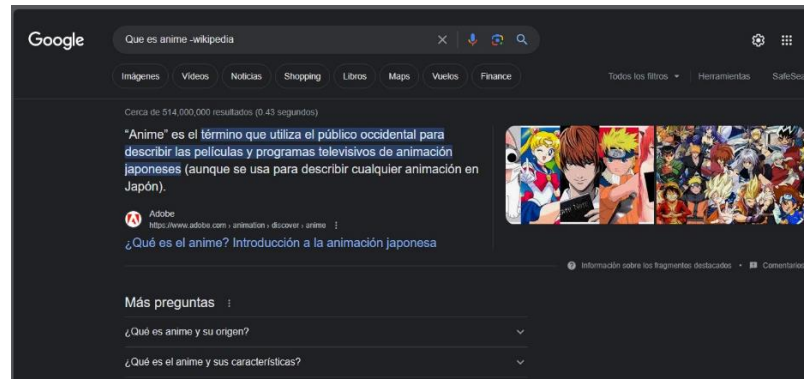 Google
Que es anime -wikipedia
Imágenes Videos Noticias Shopping Libros Maps Vuelos Finance
Todos los filtros Herramientas SafeSea
Cerca de 514,000,000 resultados (0.43 segundos)
"Anime" es el término que utiliza el público occidental para
describir las películas y programas televisivos de animación
japoneses (aunque se usa para describir cualquier animación en
Japón).
Adobe
https://www.adobe.com › animation › discover › anime
¿Qué es el anime? Introducción a la animación japonesa
Información sobre los fragmentos destacados • Comentarios
Más preguntas
¿Qué es anime y su origen?
¿Qué es el anime y sus características?